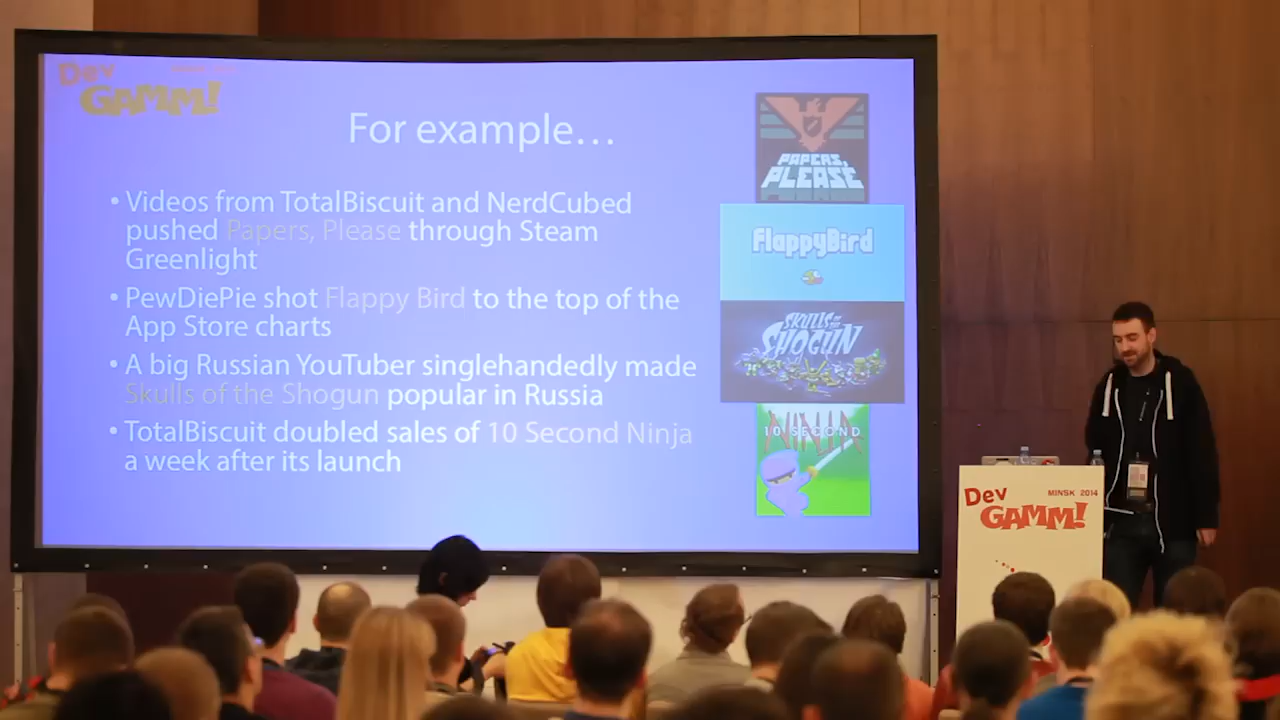 Dev
GAMM!
For example...
• Videos from TotalBiscuit and NerdCubed
pushed Papers, Please through Steam
Greenlight
• PewDiePie shot Flappy Bird to the top of the
App Store charts
• A big Russian YouTuber singlehandedly made
Skulls of the Shogun popular in Russia
• TotalBiscuit doubled sales of 10 Second Ninja
a week after its launch
PAPERS,
PLEASE
FlappyBird
SKULLS OF THE
SHOGUN
NINJA
10 SECOND
Dev MINSK 2014
GAMM!